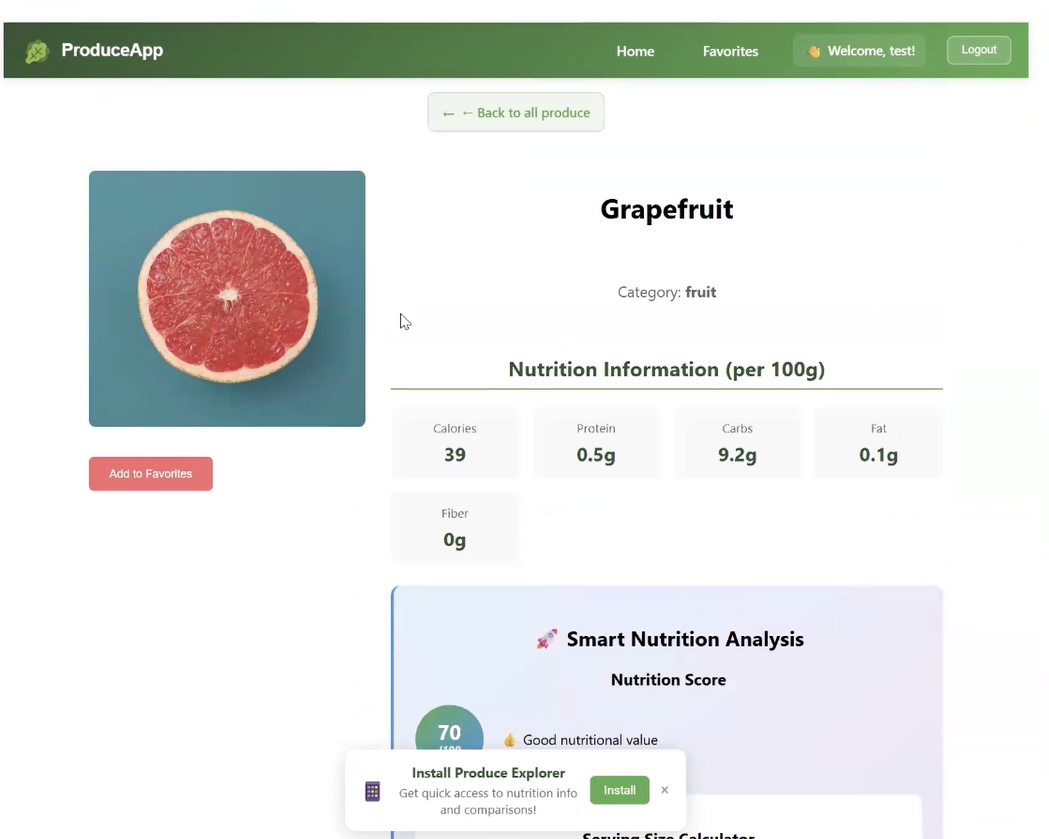 ProduceApp
Home
Favorites
👋 Welcome, test!
Logout
← ← Back to all produce
Grapefruit
Category: fruit
Add to Favorites
Nutrition Information (per 100g)
Calories
39
Protein
0.5g
Carbs
9.2g
Fat
0.1g
Fiber
0g
🚀 Smart Nutrition Analysis
Nutrition Score
70
/100
👍 Good nutritional value
Install Produce Explorer
Get quick access to nutrition info
and comparisons!
Install
×
Serving Size Calculator